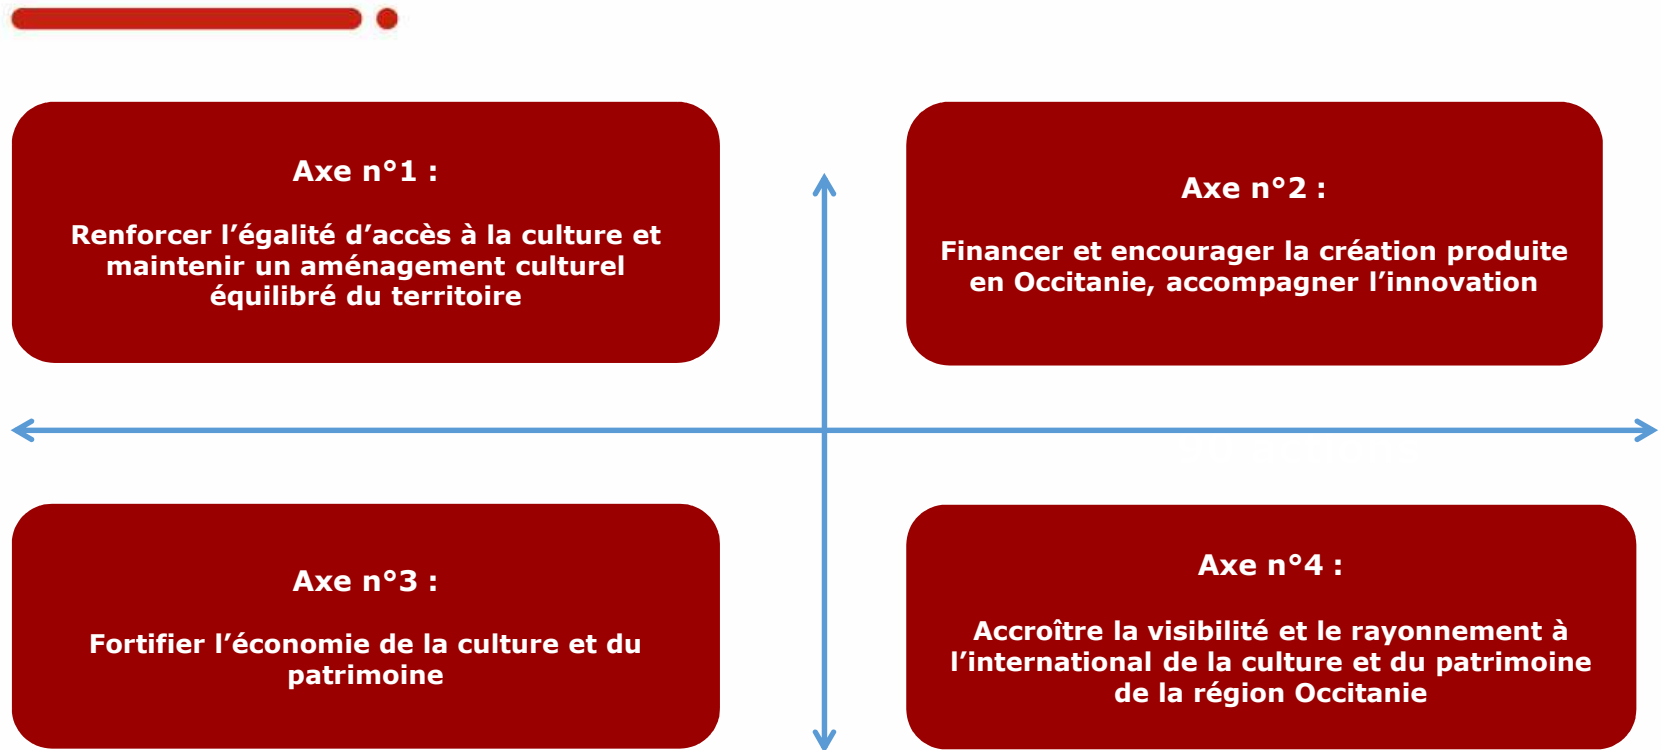 Axe n°1 :
Renforcer l’égalité d’accès à la culture et
maintenir un aménagement culturel
équilibré du territoire
Axe n°2 :
Financer et encourager la création produite
en Occitanie, accompagner l’innovation
Axe n°3 :
Fortifier l’économie de la culture et du
patrimoine
Axe n°4 :
Accroître la visibilité et le rayonnement à
l’international de la culture et du patrimoine
de la région Occitanie